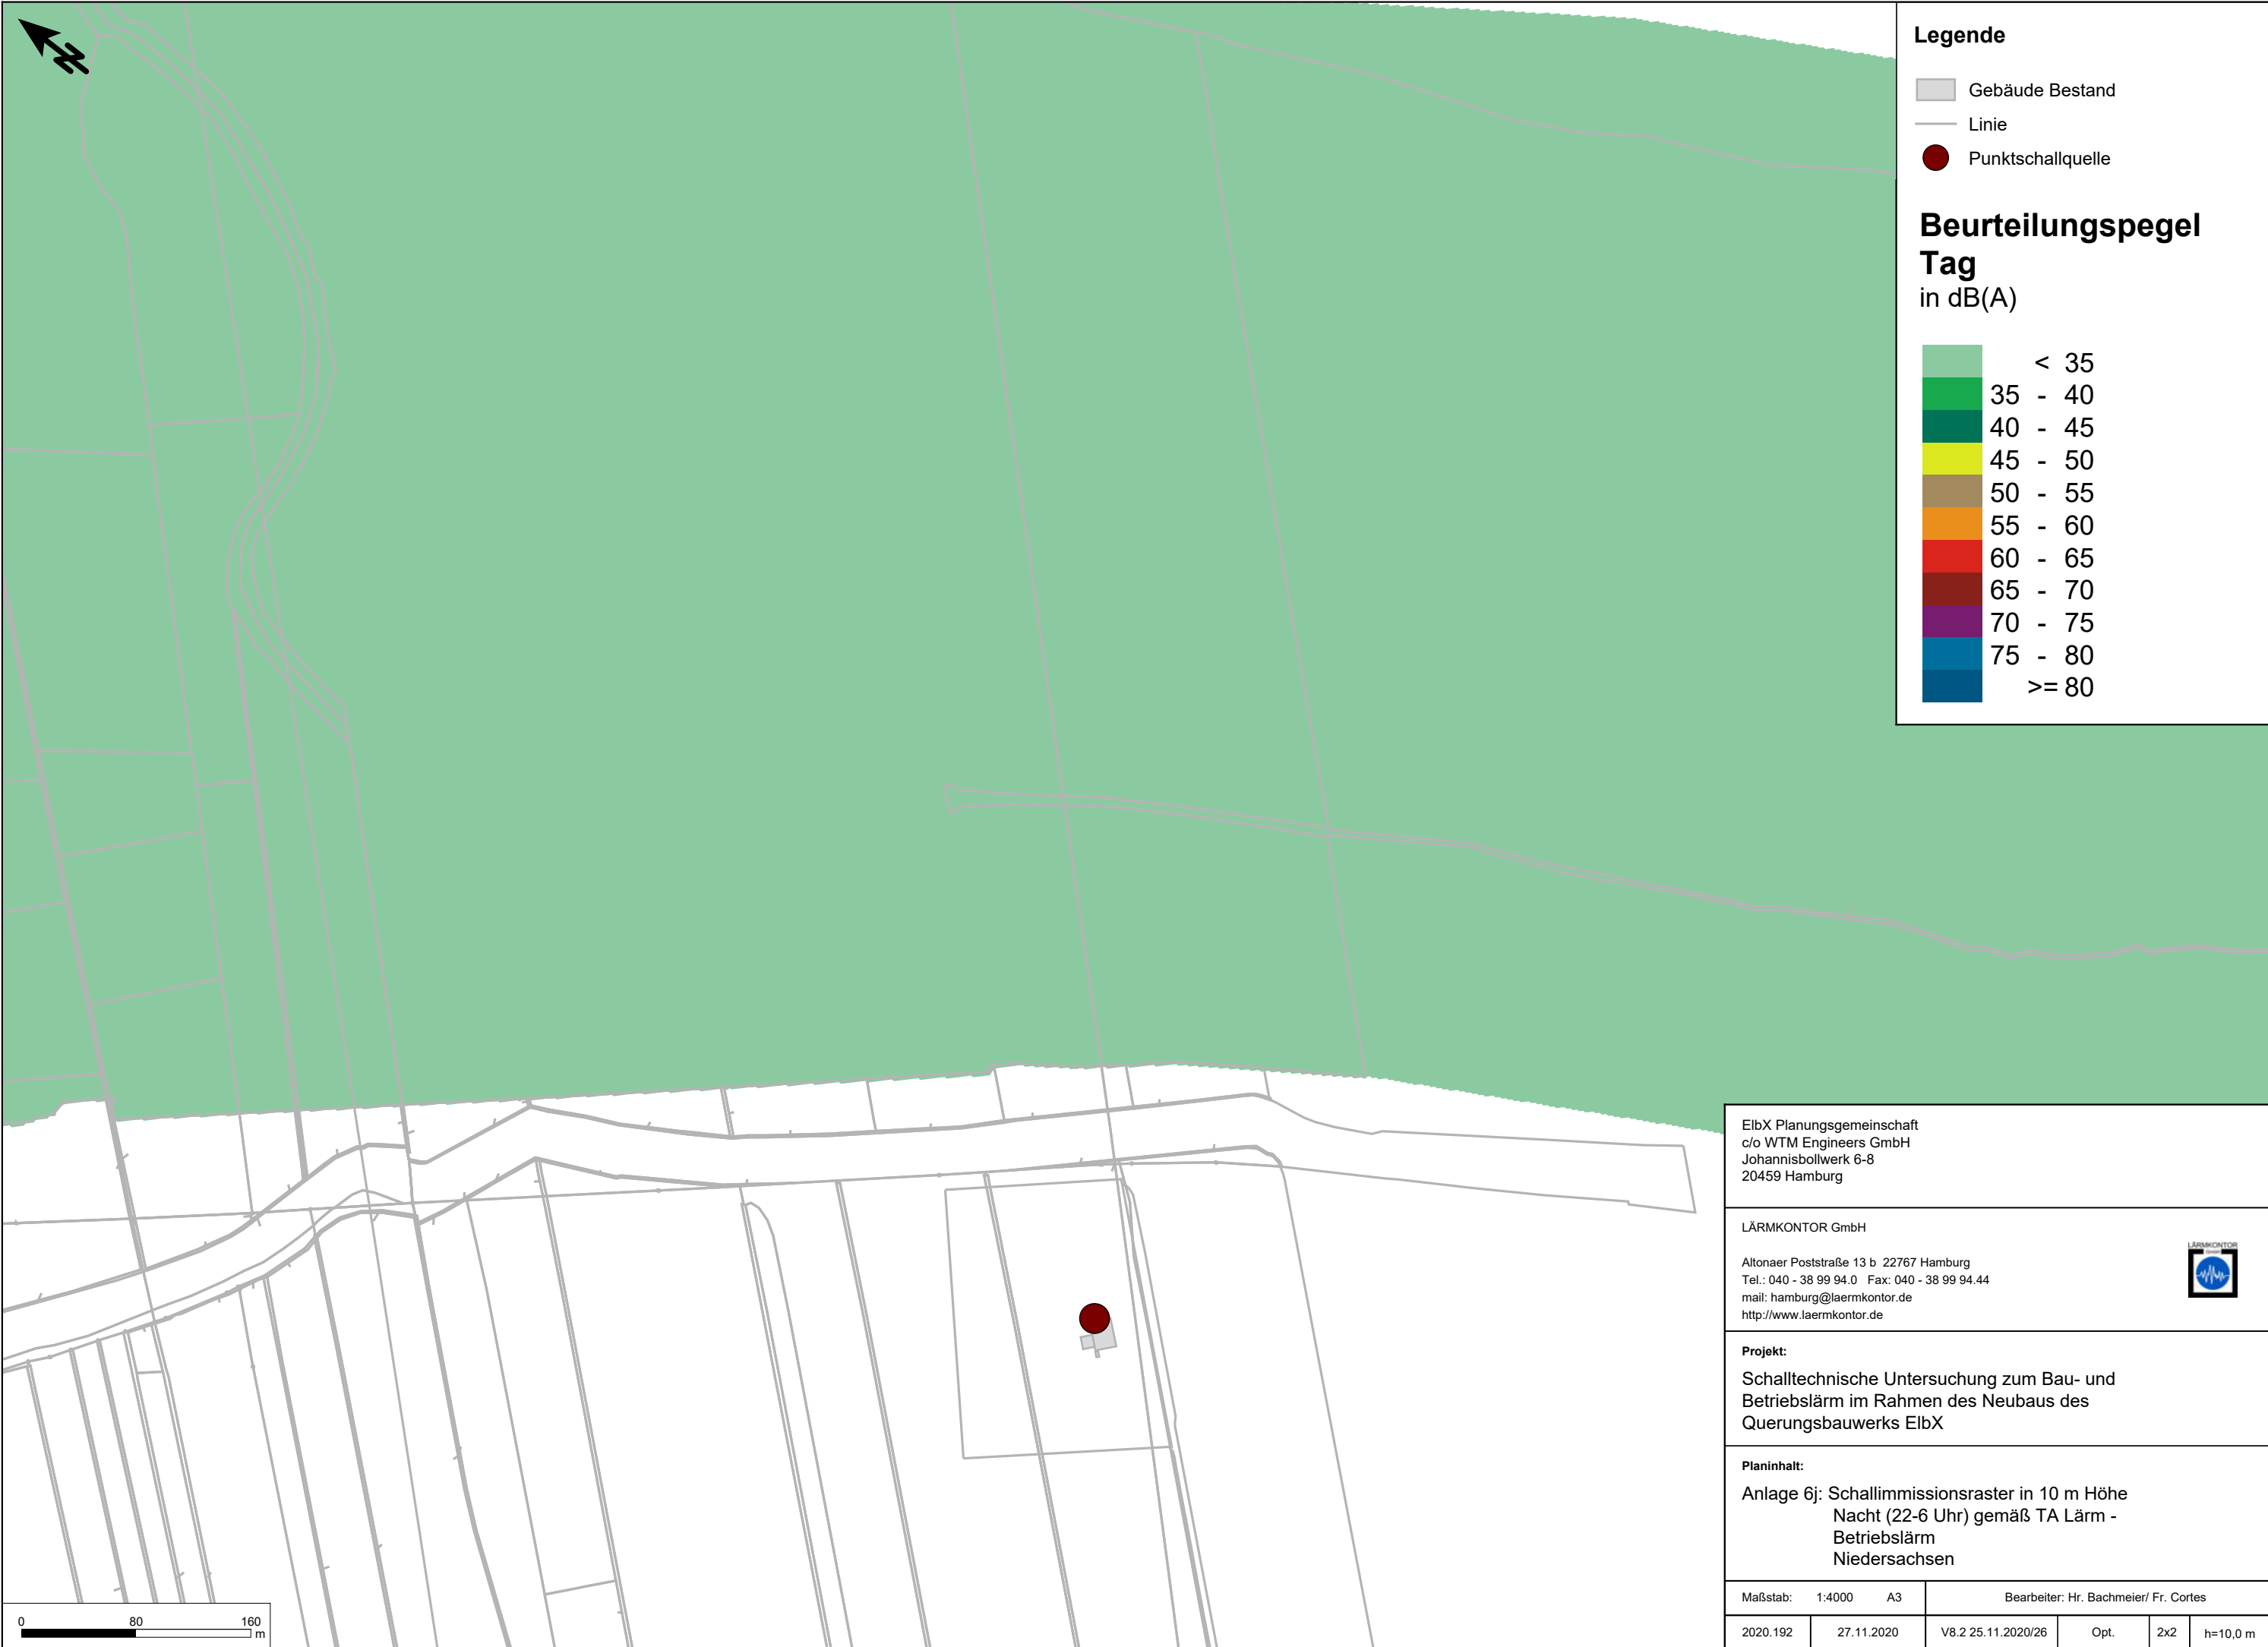 N
Legende
Gebäude Bestand
Linie
Punktschallquelle
Beurteilungspegel
Tag
in dB(A)
< 35
35 - 40
40 - 45
45 - 50
50 - 55
55 - 60
60 - 65
65 - 70
70 - 75
75 - 80
>= 80
ElbX Planungsgemeinschaft
c/o WTM Engineers GmbH
Johannisbollwerk 6-8
20459 Hamburg
LÄRMKONTOR GmbH
Altonaer Poststraße 13 b 22767 Hamburg
Tel.: 040 - 38 99 94.0 Fax: 040 - 38 99 94.44
mail: hamburg@laermkontor.de
http://www.laermkontor.de
LÄRMKONTOR
GmbH
Projekt:
Schalltechnische Untersuchung zum Bau- und
Betriebslärm im Rahmen des Neubaus des
Querungsbauwerks ElbX
Planinhalt:
Anlage 6j: Schallimmissionsraster in 10 m Höhe
Nacht (22-6 Uhr) gemäß TA Lärm -
Betriebslärm
Niedersachsen
Maßstab: 1:4000 A3 Bearbeiter: Hr. Bachmeier/ Fr. Cortes
2020.192 27.11.2020 V8.2 25.11.2020/26 Opt. 2x2 h=10,0 m
0 80 160
m